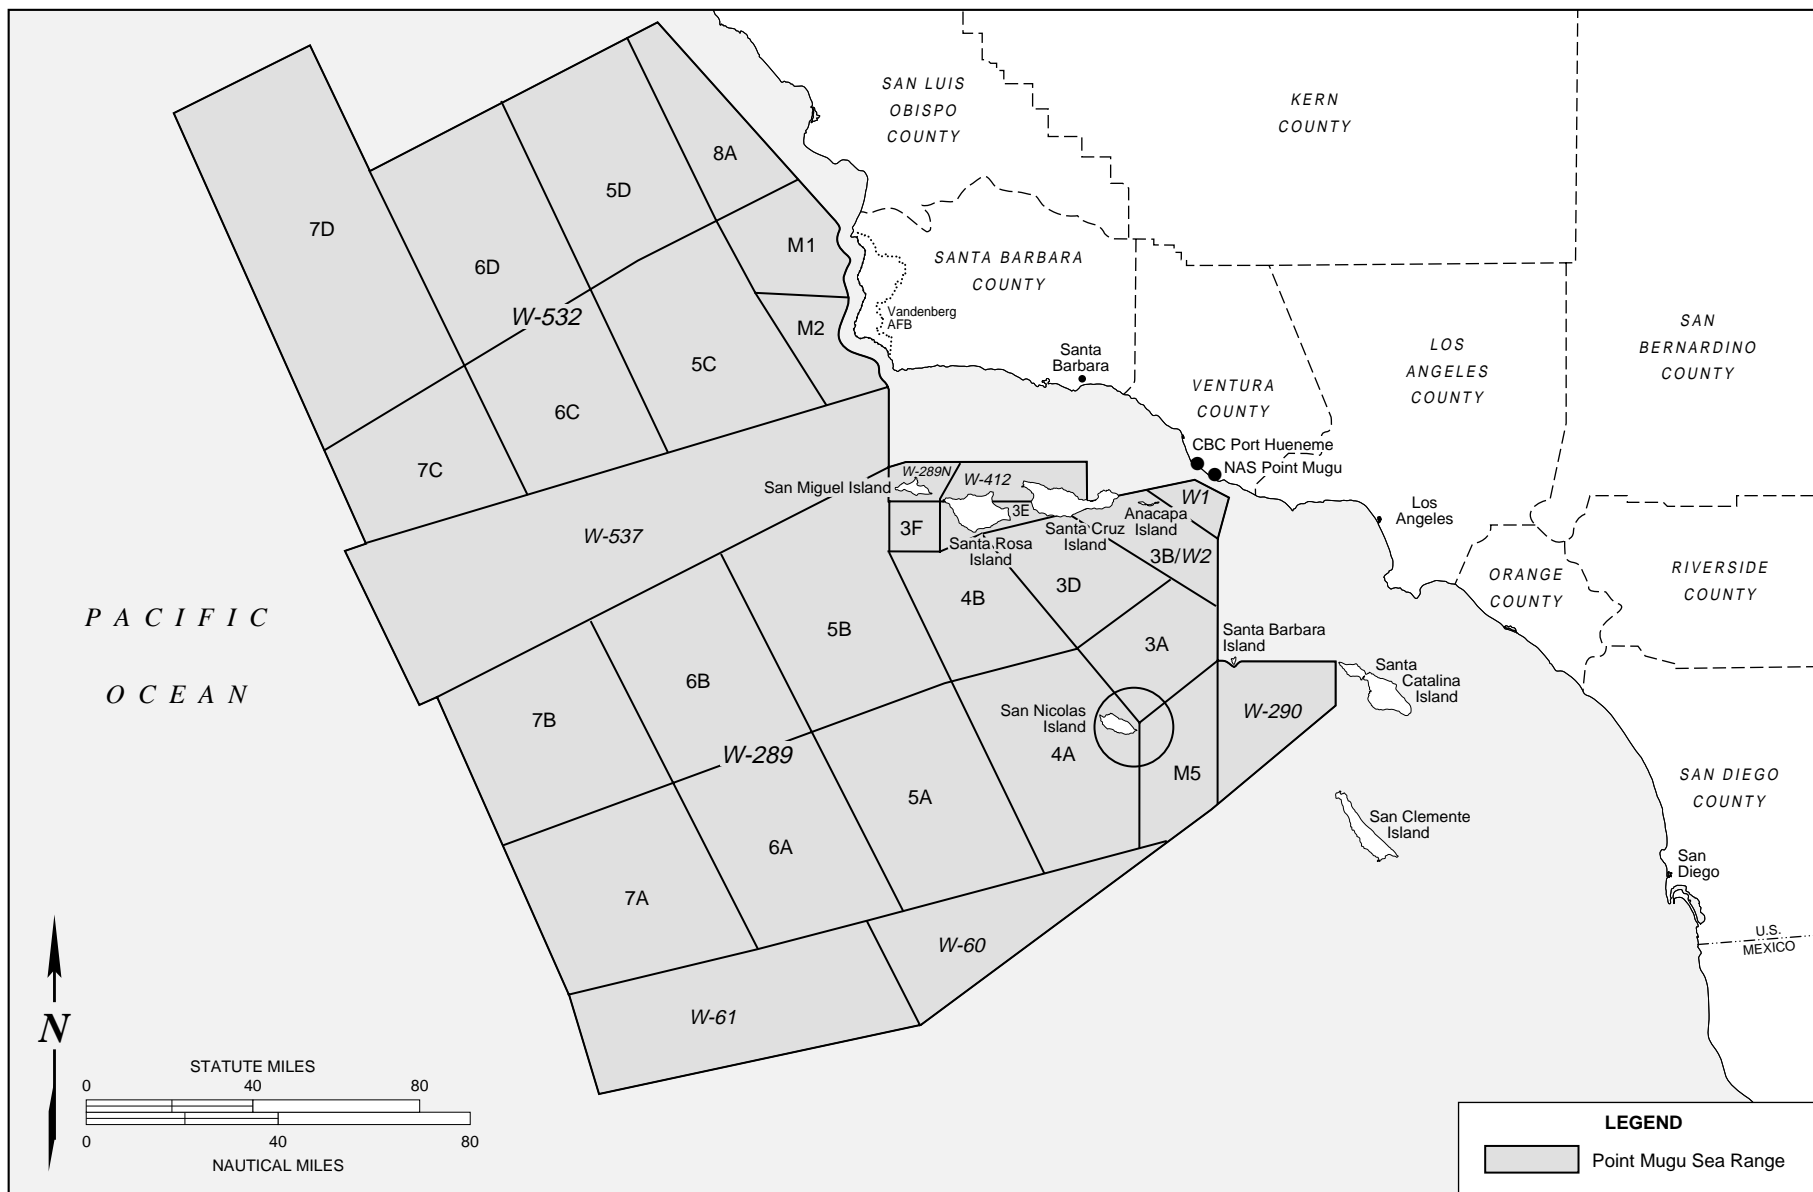 SAN LUIS
OBISPO
COUNTY
KERN
COUNTY
8A
5D
7D
M1
6D
SANTA BARBARA
COUNTY
W-532
Vandenberg
AFB
M2
SAN
BERNARDINO
COUNTY
LOS
ANGELES
COUNTY
Santa
Barbara
5C
VENTURA
COUNTY
6C
CBC Port Hueneme
NAS Point Mugu
7C
W-289N
W-412
San Miguel Island
W1
3E
Anacapa
Island
Los
Angeles
3F
W-537
Santa Rosa
Island
Santa Cruz
Island
3B/W2
ORANGE
COUNTY
RIVERSIDE
COUNTY
3D
4B
PACIFIC
OCEAN
5B
3A
Santa Barbara
Island
Santa
Catalina
Island
6B
7B
San Nicolas
Island
W-290
W-289
4A
M5
SAN DIEGO
COUNTY
5A
San Clemente
Island
6A
San
Diego
7A
W-60
U.S.
MEXICO
W-61
N
STATUTE MILES
0 40 80
0 40 80
NAUTICAL MILES
LEGEND
Point Mugu Sea Range